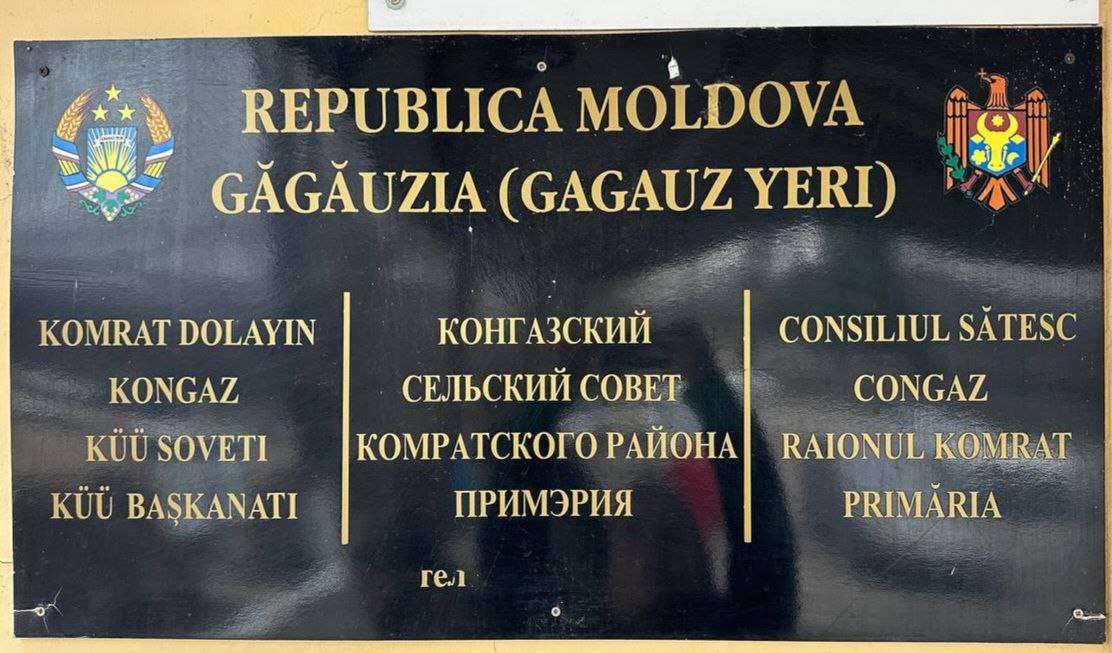 REPUBLICA MOLDOVA
GĂGĂUZIA (GAGAUZ YERI)
KOMRAT DOLAYIN
KONGAZ
KÜÜ SOVETI
KÜÜ BAŞKANATI
КОНГАЗСКИЙ
СЕЛЬСКИЙ СОВЕТ
КОМРАТСКОГО РАЙОНА
ПРИМЭРИЯ
CONSILIUL SĂTESC
CONGAZ
RAIONUL KOMRAT
PRIMĂRIA